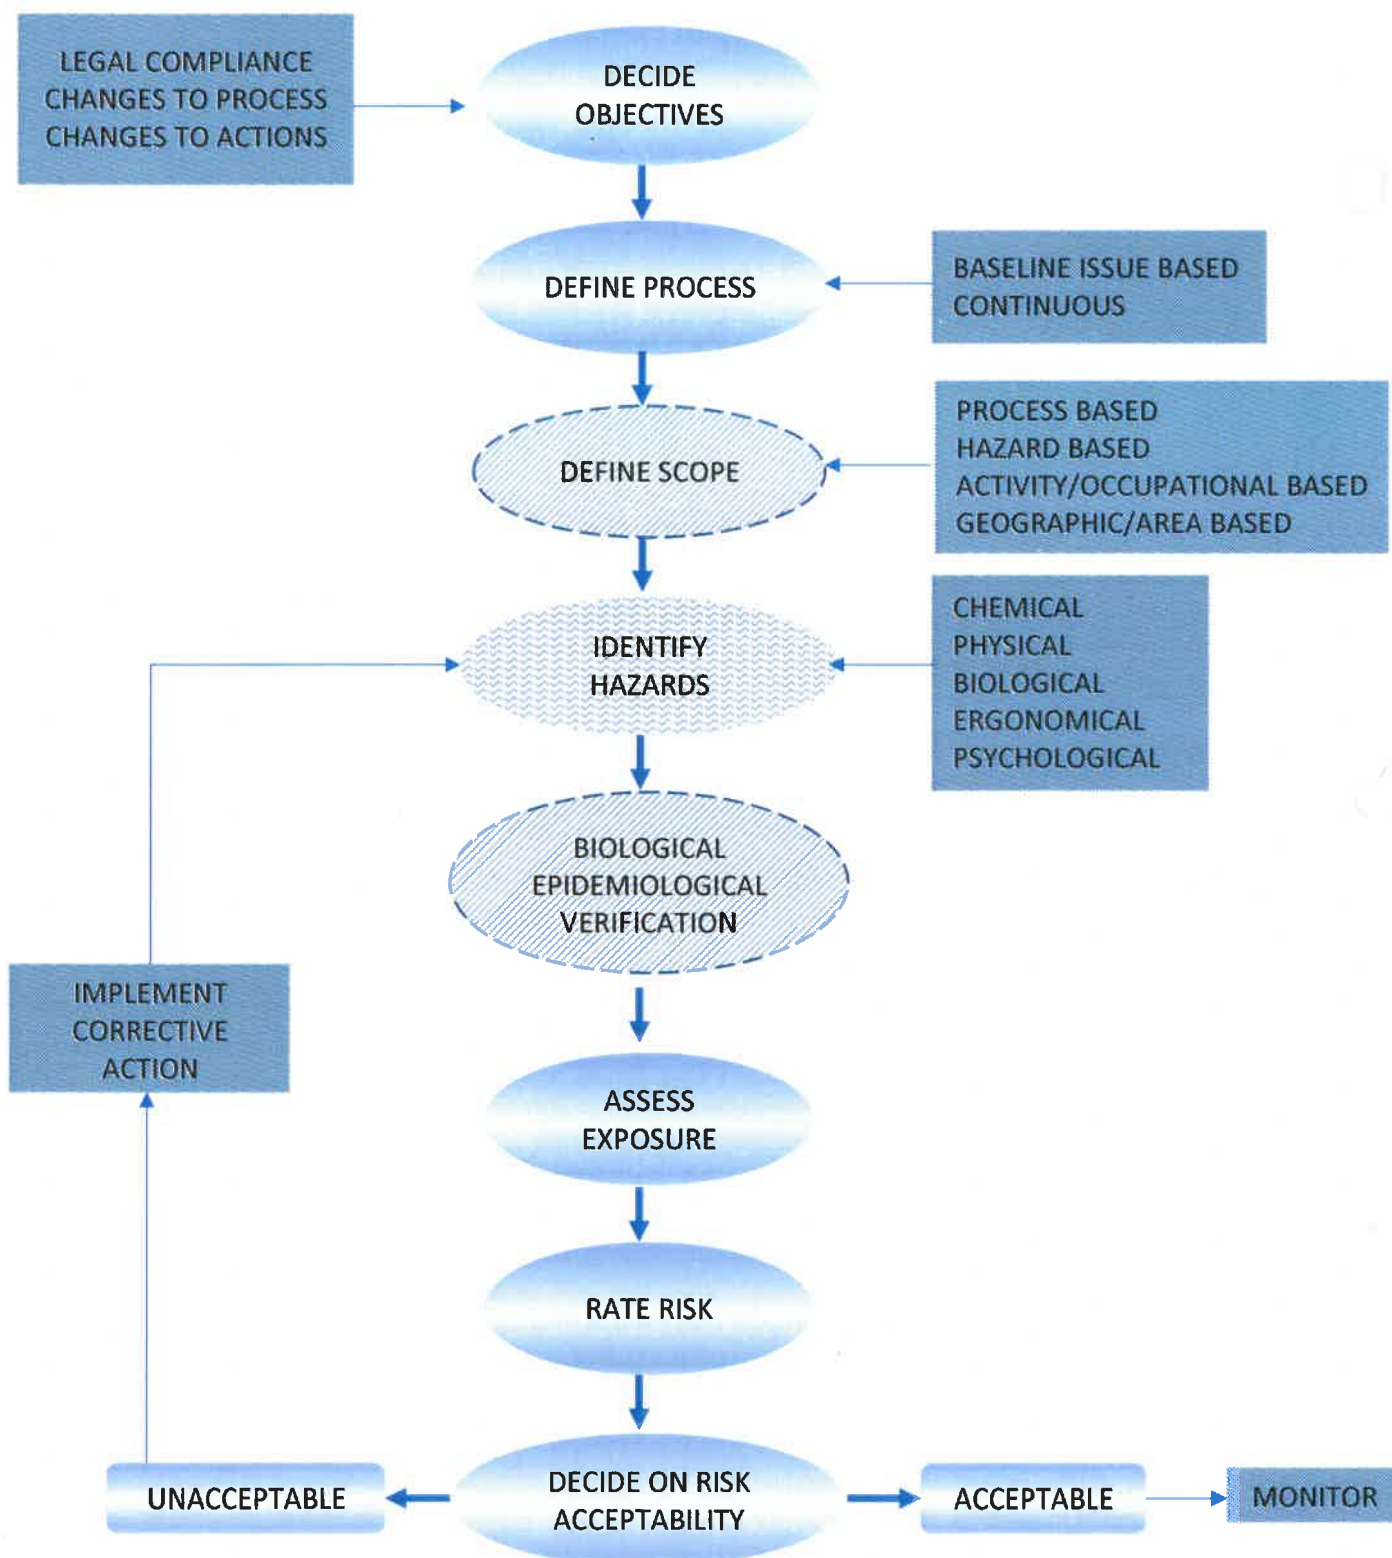 LEGAL COMPLIANCE
CHANGES TO PROCESS
CHANGES TO ACTIONS
DECIDE
OBJECTIVES
DEFINE PROCESS
BASELINE ISSUE BASED
CONTINUOUS
DEFINE SCOPE
PROCESS BASED
HAZARD BASED
ACTIVITY/OCCUPATIONAL BASED
GEOGRAPHIC/AREA BASED
IDENTIFY
HAZARDS
CHEMICAL
PHYSICAL
BIOLOGICAL
ERGONOMICAL
PSYCHOLOGICAL
BIOLOGICAL
EPIDEMIOLOGICAL
VERIFICATION
IMPLEMENT
CORRECTIVE
ACTION
ASSESS
EXPOSURE
RATE RISK
UNACCEPTABLE
DECIDE ON RISK
ACCEPTABILITY
ACCEPTABLE
MONITOR